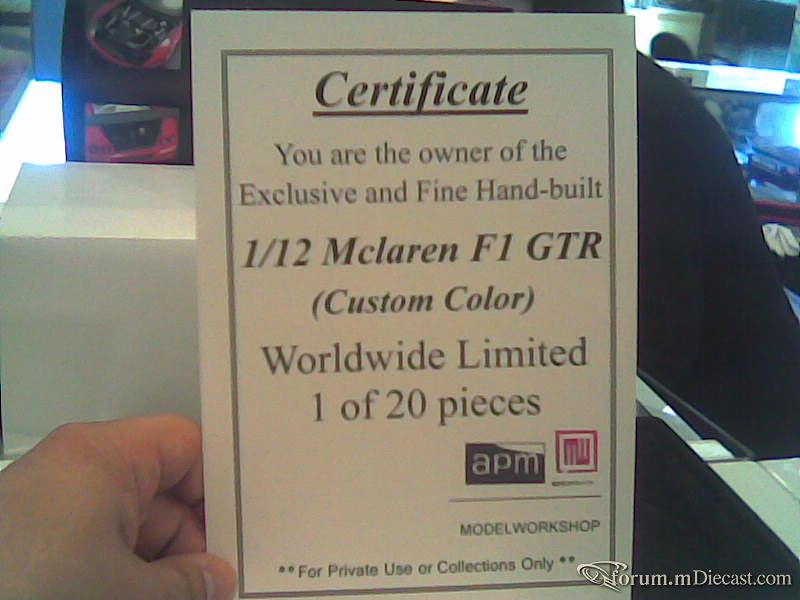 Certificate
You are the owner of the
Exclusive and Fine Hand-built
1/12 Mclaren F1 GTR
(Custom Color)
Worldwide Limited
1 of 20 pieces
apm mw
MODELWORKSHOP
**For Private Use or Collections Only **
forum.mDiecast.com